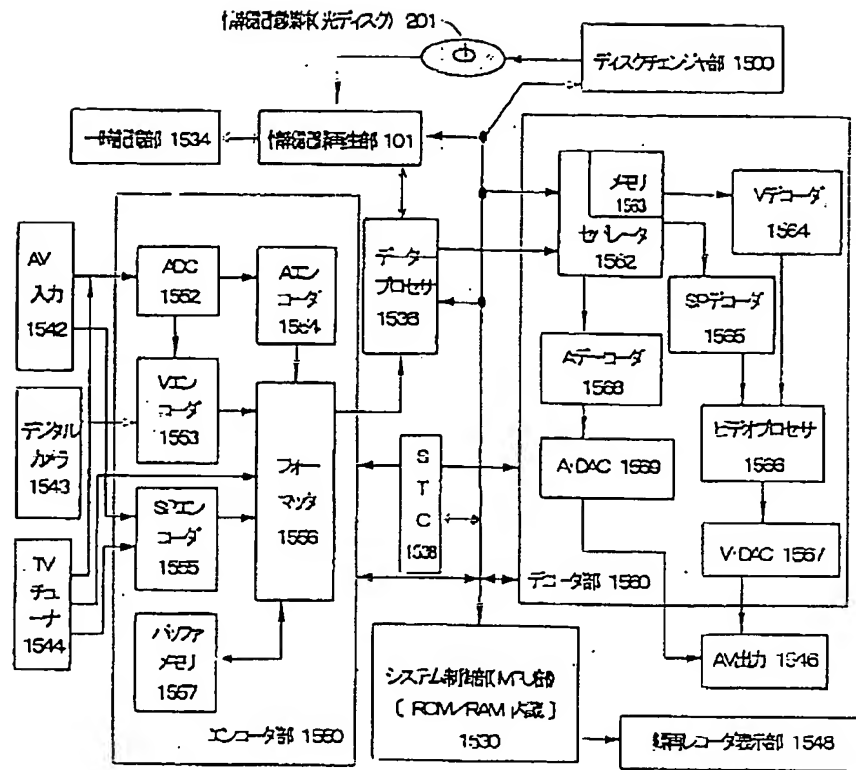 情報記憶媒体(光ディスク) 201
ディスクチェンジャ部 1500
一時記憶部 1534
情報記録再生部 101
AV
入力
1542
デジタル
カメラ
1543
TV
チューナ
1544
ADC
1552
Aエン
コーダ
1554
Vエン
コーダ
1553
SPエン
コーダ
1555
バッファ
メモリ
1557
フォー
マッタ
1556
エンコーダ部 1550
データー
プロセサ
1536
S
T
C
1538
メモリ
1563
セパレータ
1562
Vデコーダ
1564
SPデコーダ
1565
Aデーコーダ
1568
ビデオプロセサ
1566
A・DAC 1569
V・DAC 1567
デコーダ部 1560
AV出力 1546
システム制御部(MPU部)
[ ROM/RAM 内蔵 ]
1530
録再レコーダ表示部 1548